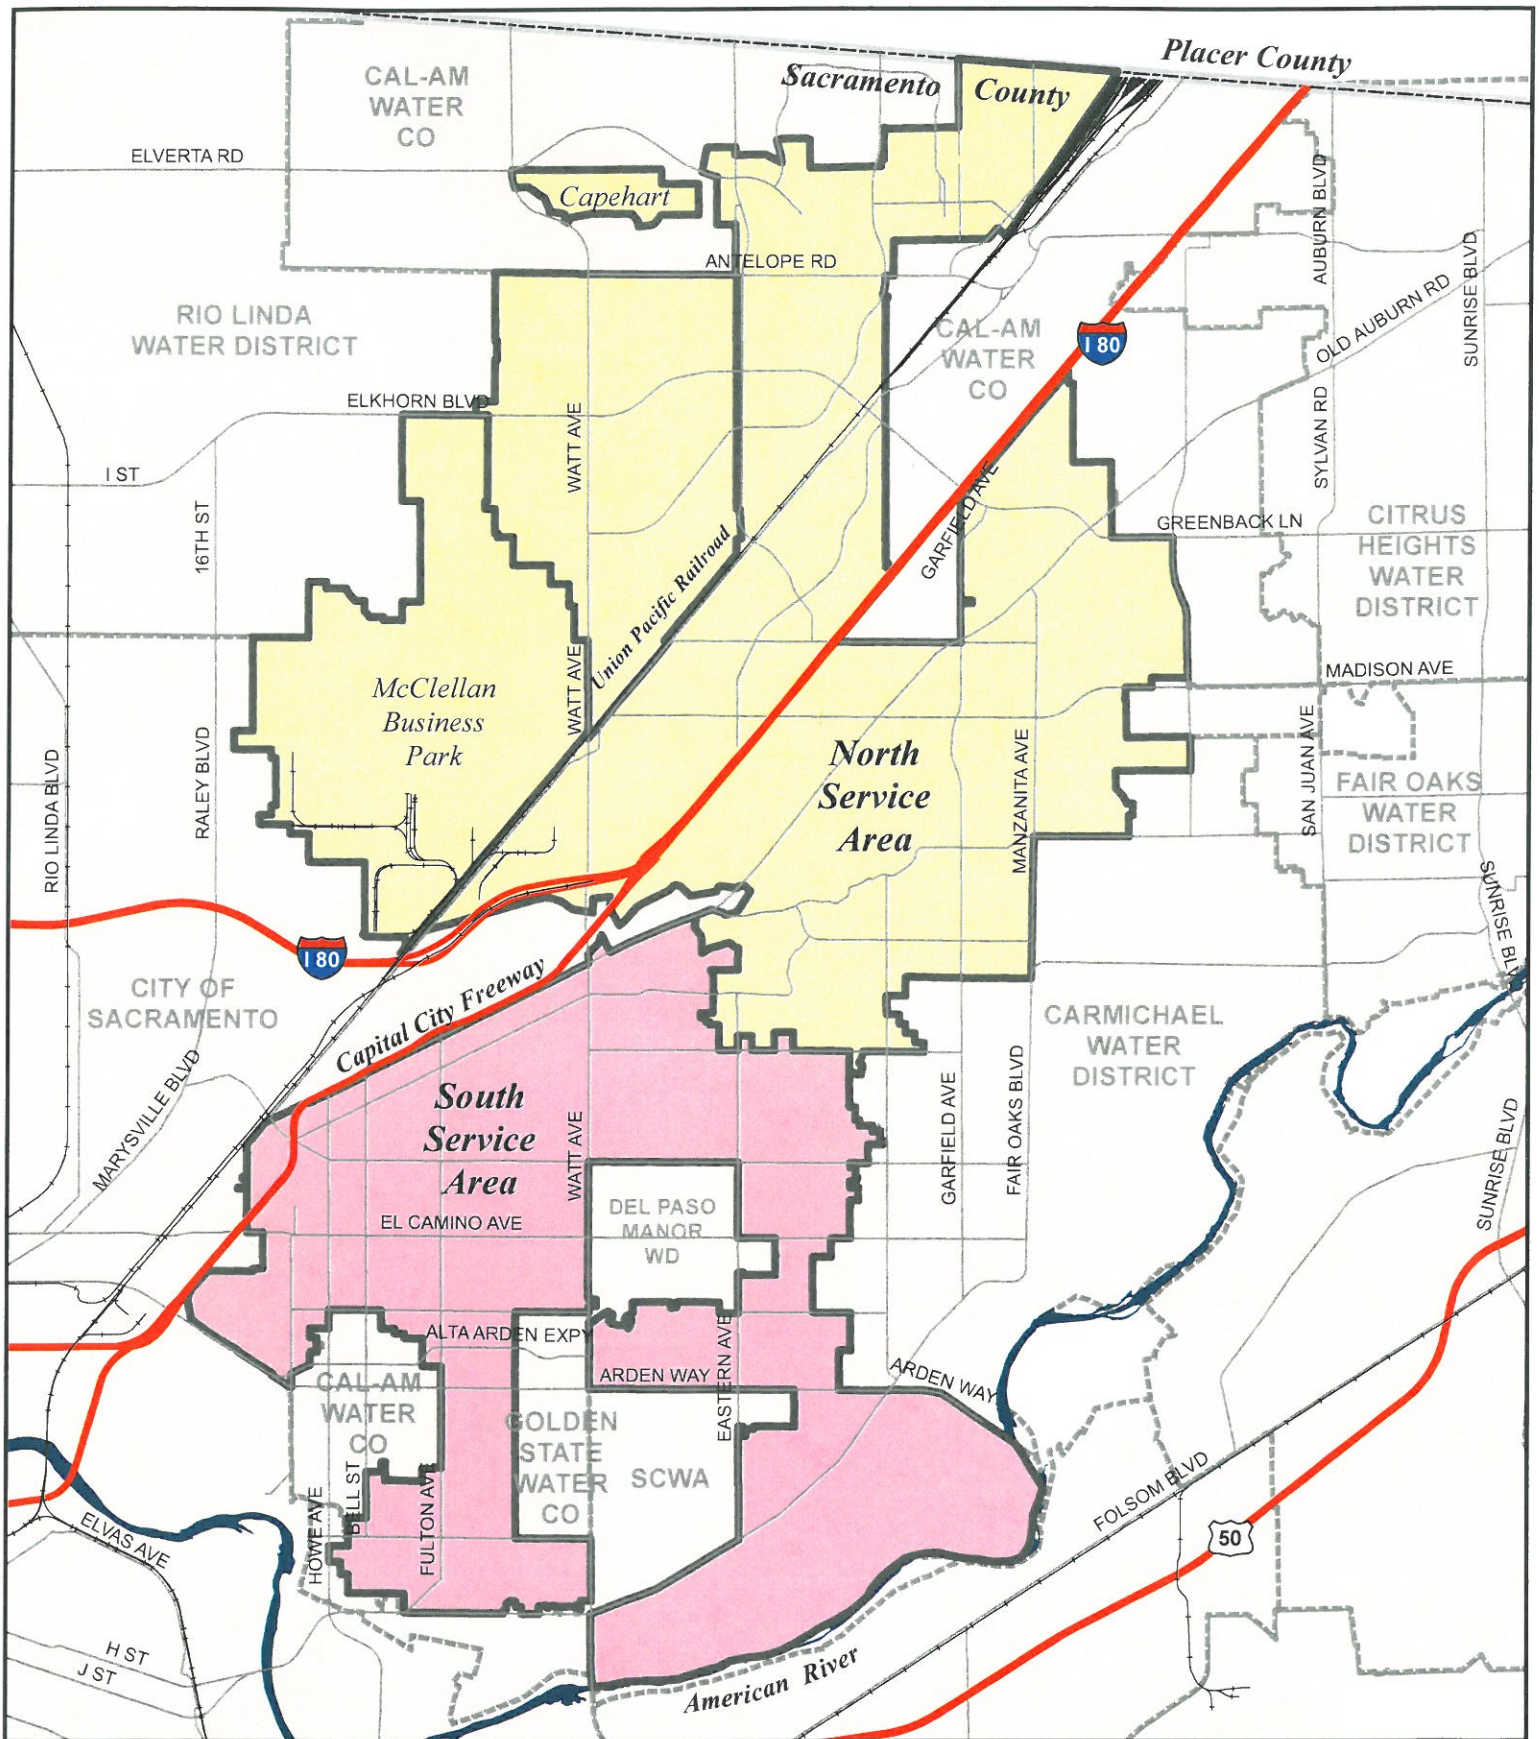 Placer County
Sacramento
County
CAL-AM
WATER
CO
ELVERTA RD
Capehart
AUBURN BLVD
SUNRISE BLVD
ANTELOPE RD
RIO LINDA
WATER DISTRICT
CAL-AM
WATER
CO
I 80
OLD AUBURN RD
ELKHORN BLVD
WATT AVE
I ST
16TH ST
GARFIELD AVE
SYLVAN RD
GREENBACK LN
CITRUS
HEIGHTS
WATER
DISTRICT
Union Pacific Railroad
McClellan
Business
Park
WATT AVE
MADISON AVE
RIO LINDA BLVD
RALEY BLVD
North
Service
Area
MANZANITA AVE
SAN JUAN AVE
FAIR OAKS
WATER
DISTRICT
SUNRISE BLVD
I 80
CITY OF
SACRAMENTO
Capital City Freeway
CARMICHAEL
WATER
DISTRICT
MARYSVILLE BLVD
South
Service
Area
WATT AVE
GARFIELD AVE
FAIR OAKS BLVD
SUNRISE BLVD
DEL PASO
MANOR
WD
EL CAMINO AVE
ALTA ARDEN EXPY
ARDEN WAY
EASTERN AVE
ARDEN WAY
CAL-AM
WATER
CO
GOLDEN
STATE
WATER
CO
SCWA
HOWE AVE
BELL ST
FULTON AVE
ELVAS AVE
FOLSOM BLVD
50
H ST
J ST
American River